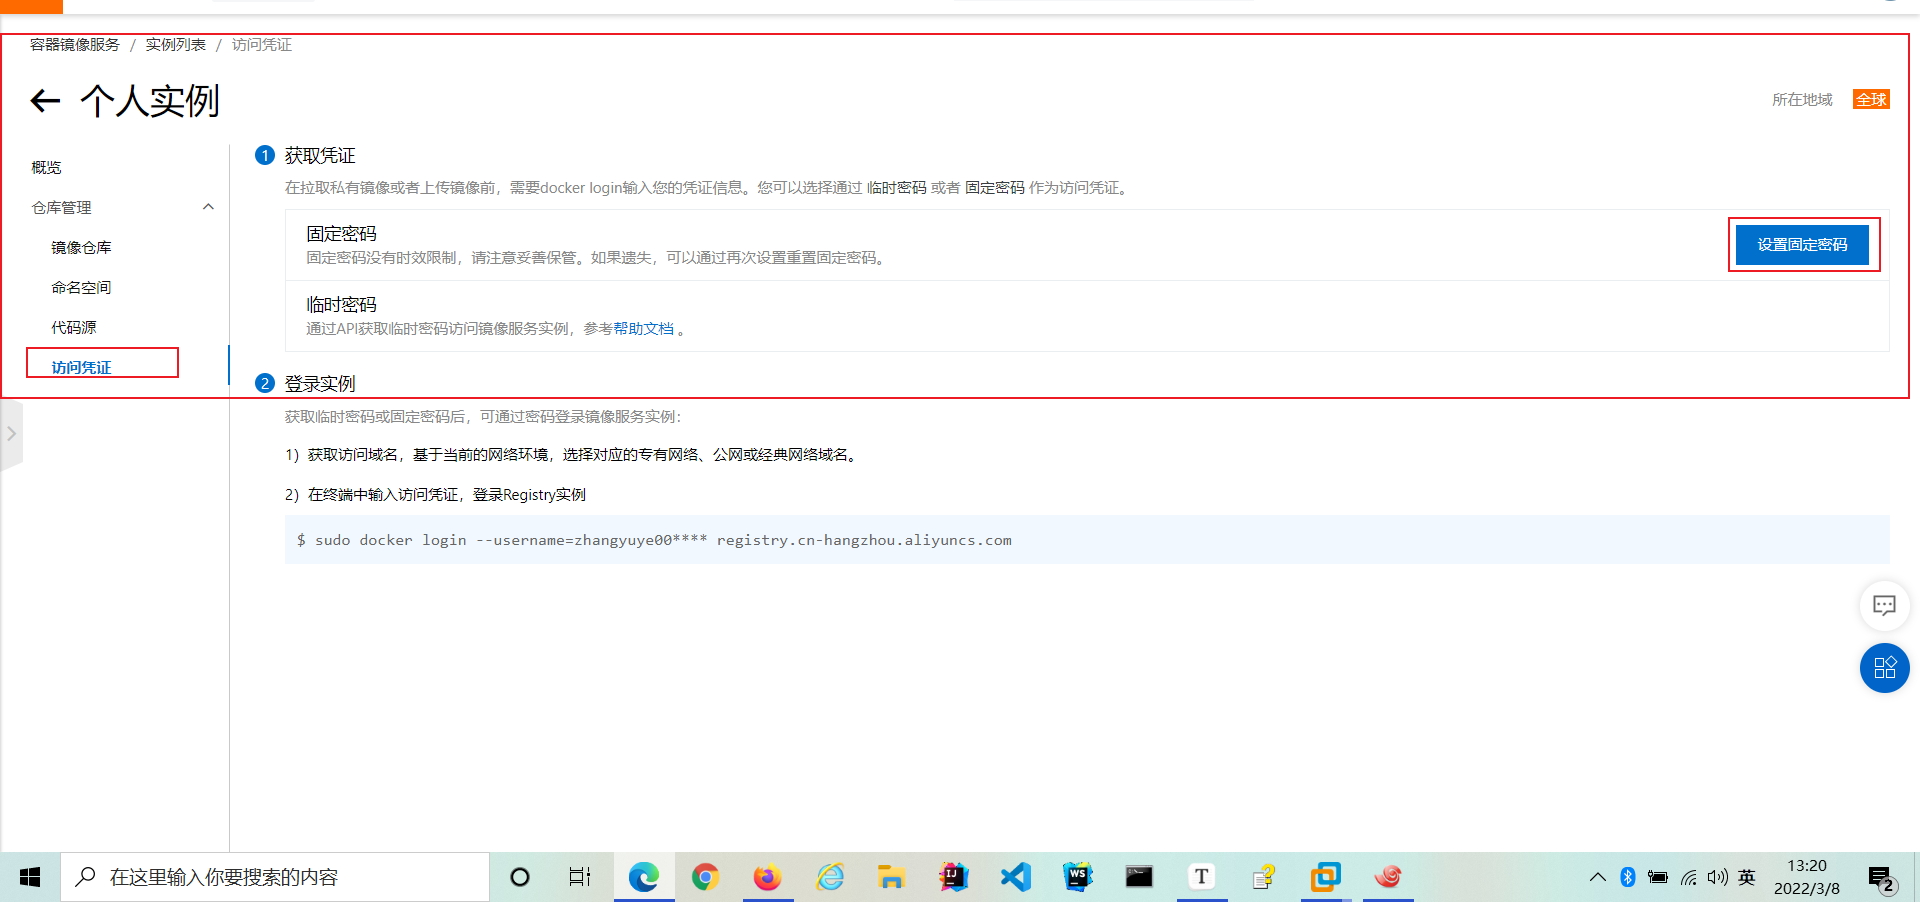 容器镜像服务 / 实例列表 / 访问凭证
个人实例
所在地域 全球
概览
仓库管理
镜像仓库
命名空间
代码源
访问凭证
1 获取凭证
在拉取私有镜像或者上传镜像前，需要docker login输入您的凭证信息。您可以选择通过 临时密码 或者 固定密码 作为访问凭证。
固定密码
固定密码没有时效限制，请注意妥善保管。如果遗失，可以通过再次设置重置固定密码。
设置固定密码
临时密码
通过API获取临时密码访问镜像服务实例，参考帮助文档 。
2 登录实例
获取临时密码或固定密码后，可通过密码登录镜像服务实例：
1）获取访问域名，基于当前的网络环境，选择对应的专有网络、公网或经典网络域名。
2）在终端中输入访问凭证，登录Registry实例
$ sudo docker login --username=zhangyuye00**** registry.cn-hangzhou.aliyuncs.com
在这里输入你要搜索的内容
IJ
WS
T
英
13:20
2022/3/8
2